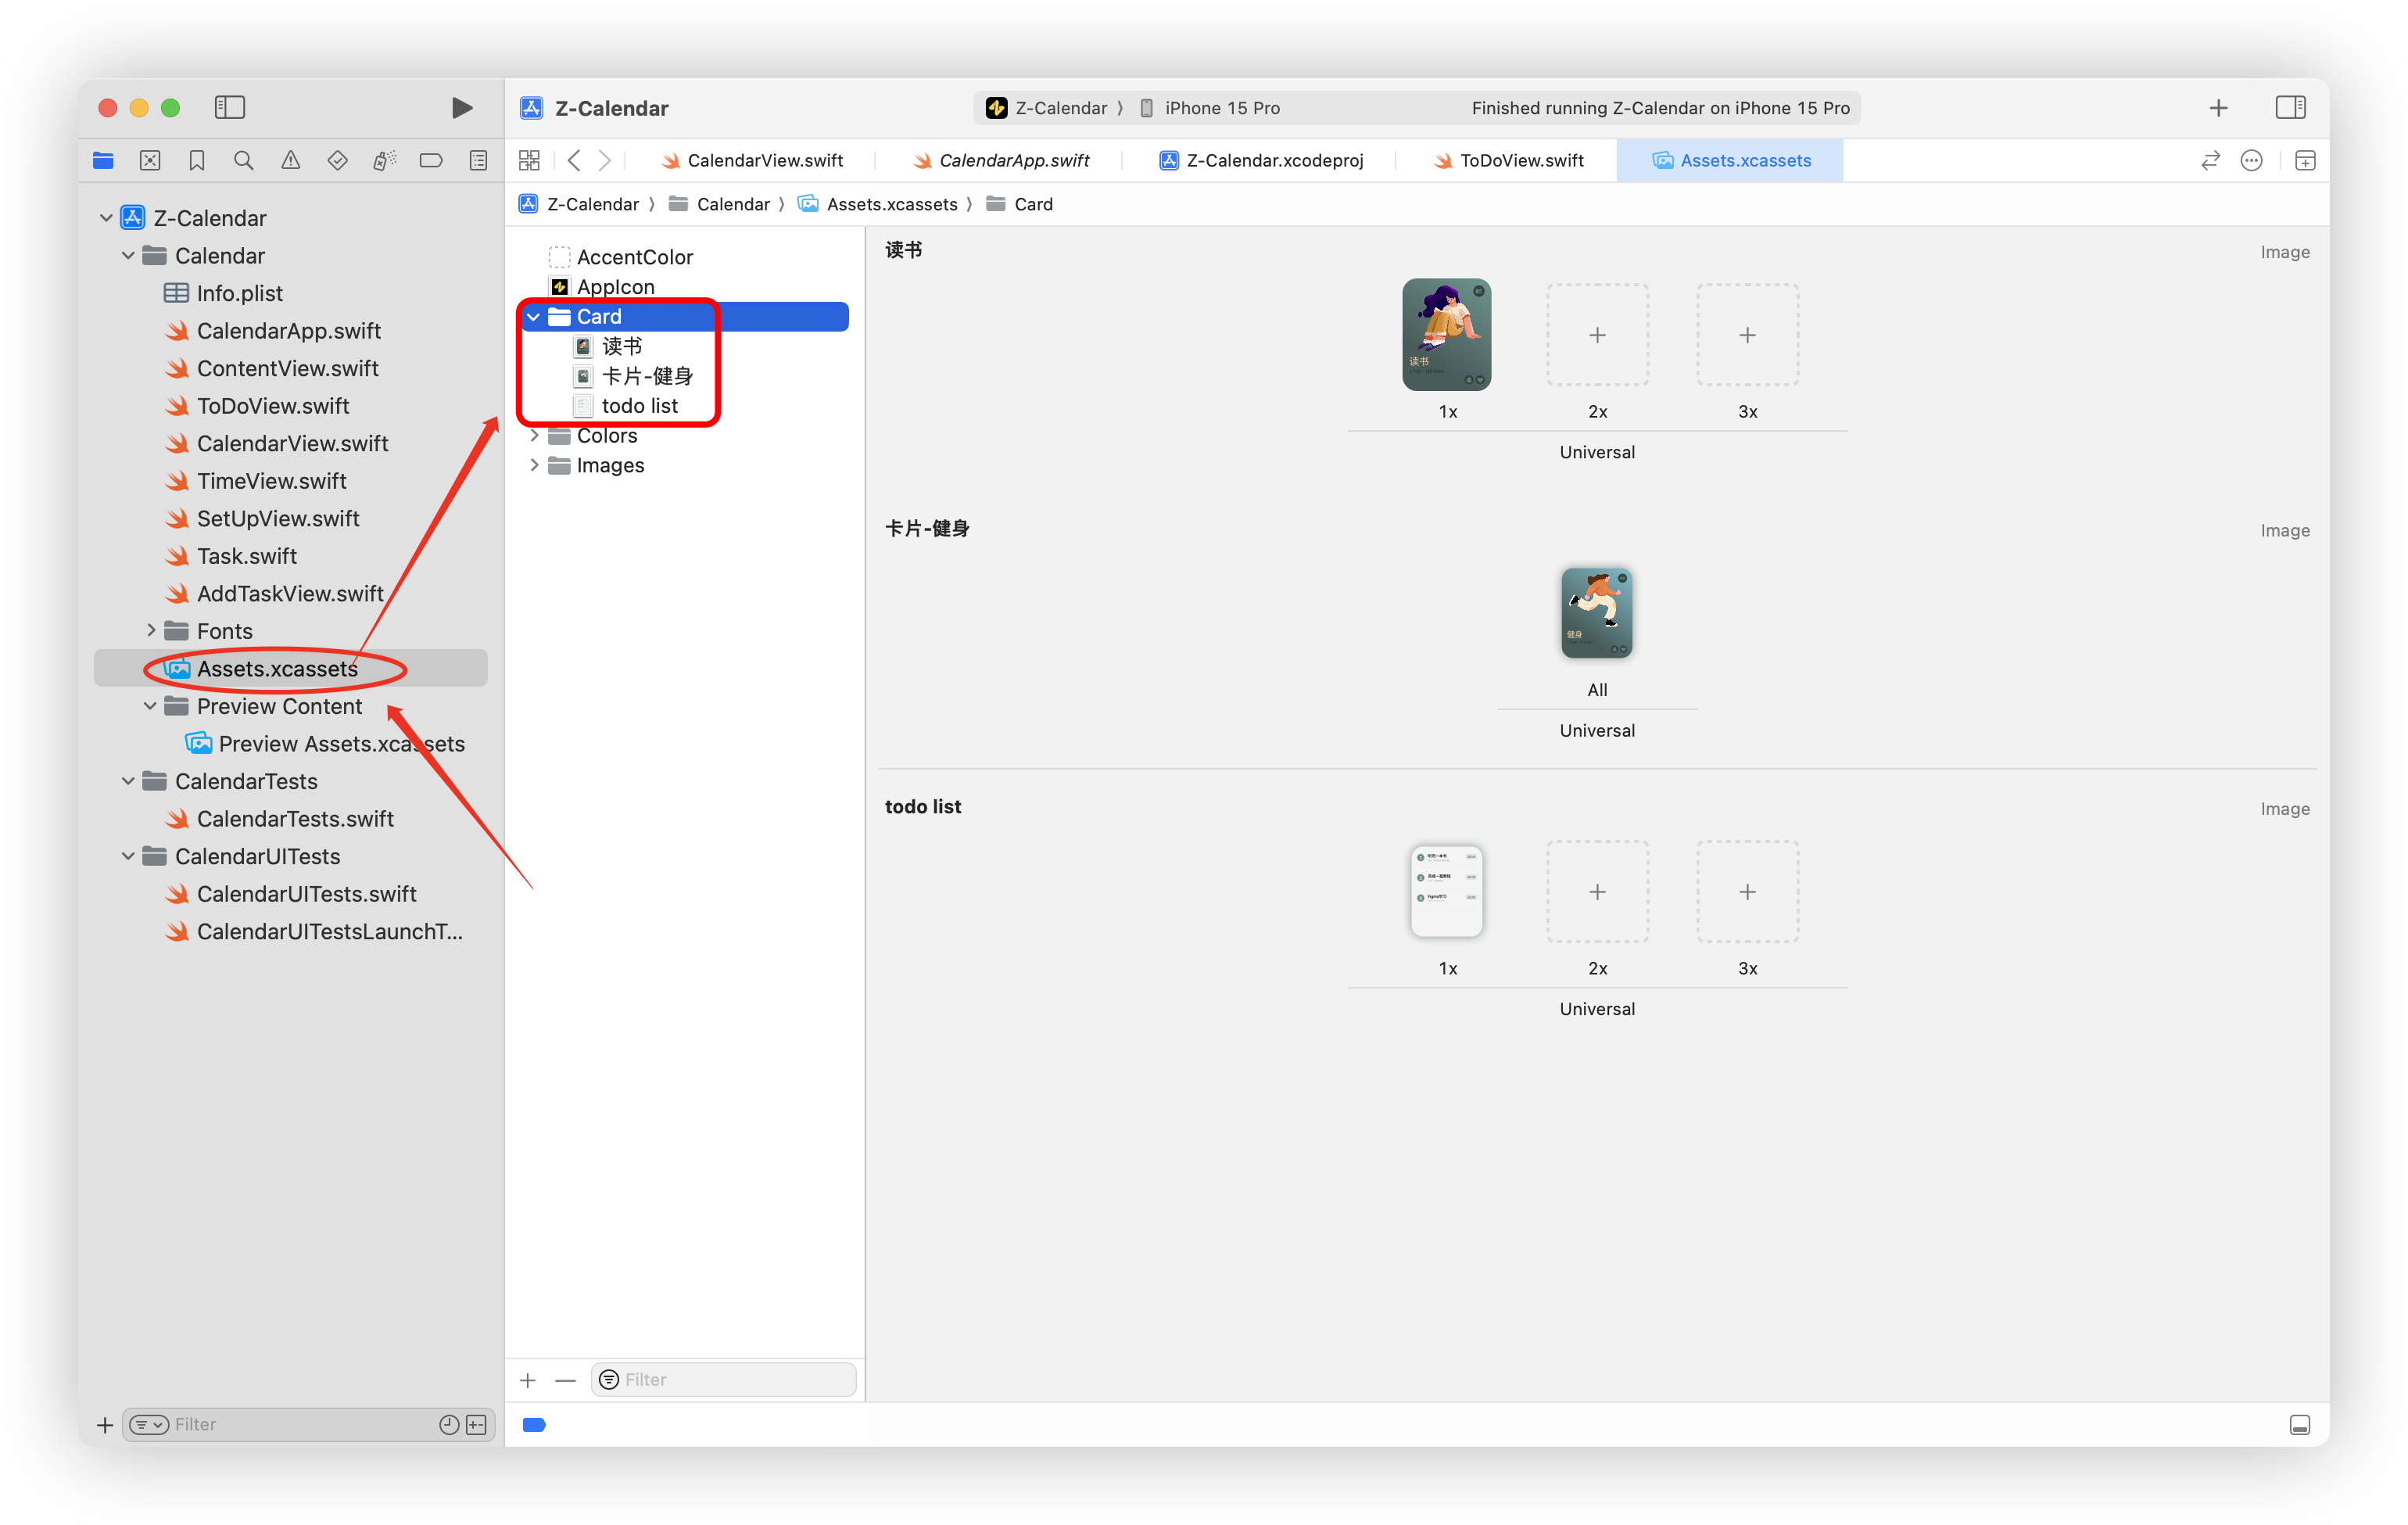 Z-Calendar
Z-Calendar 〉 iPhone 15 Pro
Finished running Z-Calendar on iPhone 15 Pro
CalendarView.swift
CalendarApp.swift
Z-Calendar.xcodeproj
ToDoView.swift
Assets.xcassets
Z-Calendar 〉 Calendar 〉 Assets.xcassets 〉 Card
Z-Calendar
Calendar
Info.plist
CalendarApp.swift
ContentView.swift
ToDoView.swift
CalendarView.swift
TimeView.swift
SetUpView.swift
Task.swift
AddTaskView.swift
Fonts
Assets.xcassets
Preview Content
Preview Assets.xcassets
CalendarTests
CalendarTests.swift
CalendarUITests
CalendarUITests.swift
CalendarUITestsLaunchT...
Filter
AccentColor
AppIcon
Card
读书
卡片-健身
todo list
Colors
Images
Filter
读书
Image
读书
1x
2x
3x
Universal
卡片-健身
Image
健身
All
Universal
todo list
Image
1x
2x
3x
Universal